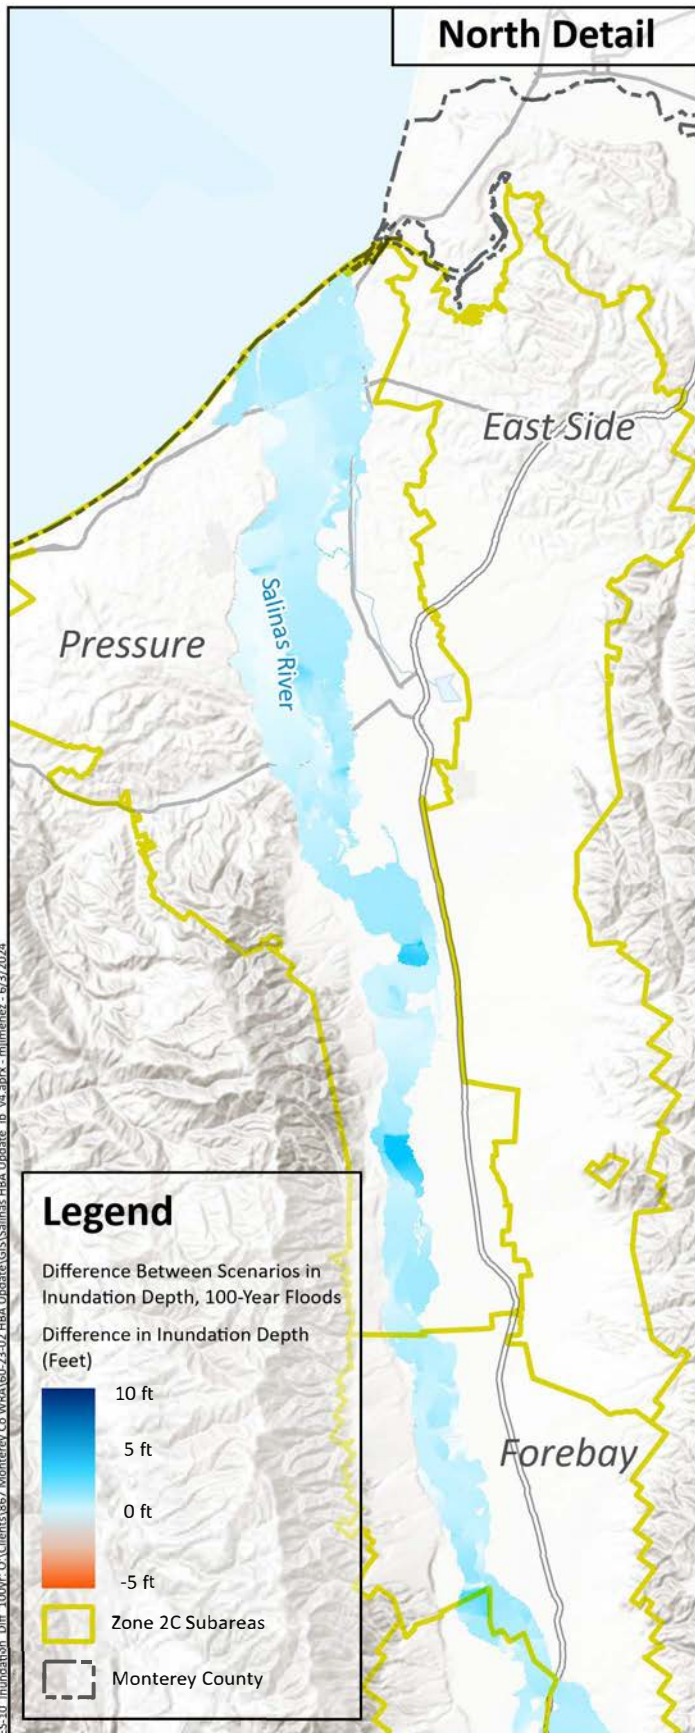 North Detail
East Side
Pressure
Salinas River
Forebay
Legend
Difference Between Scenarios in
Inundation Depth, 100-Year Floods
Difference in Inundation Depth
(Feet)
10 ft
5 ft
0 ft
-5 ft
Zone 2C Subareas
Monterey County